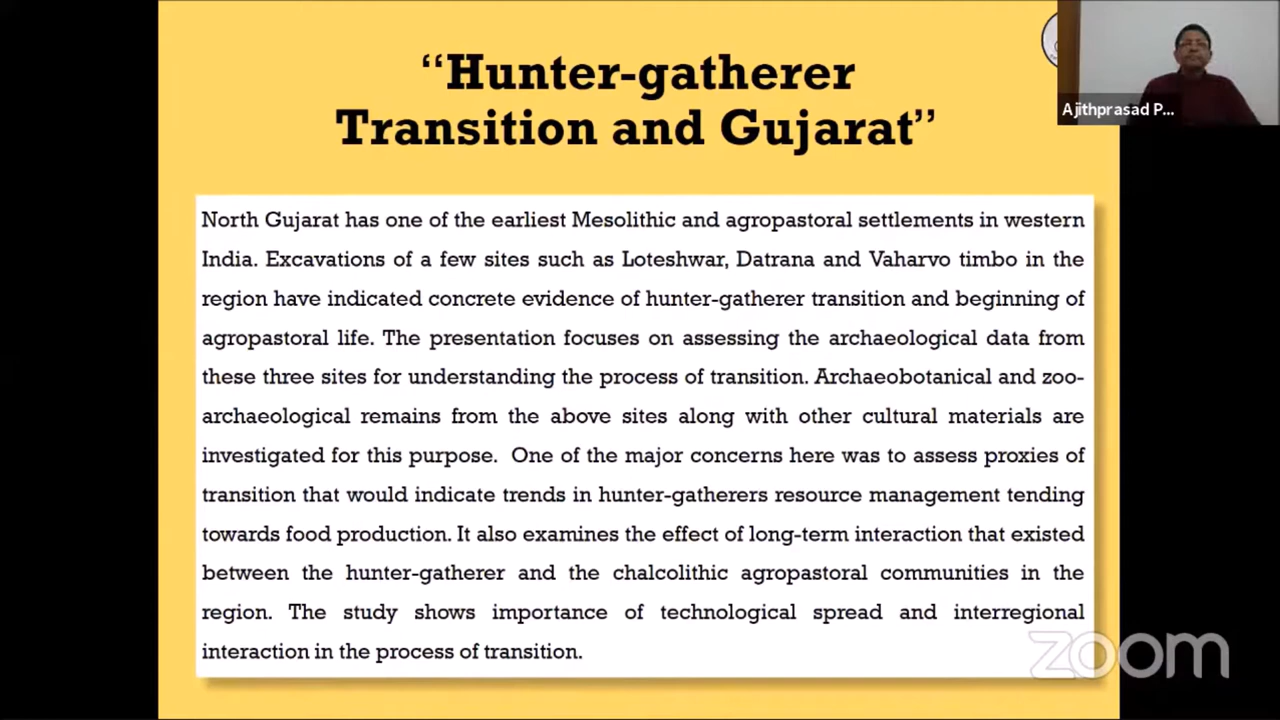 “Hunter-gatherer
Transition and Gujarat”
Ajithprasad P...
North Gujarat has one of the earliest Mesolithic and agropastoral settlements in western
India. Excavations of a few sites such as Loteshwar, Datrana and Vaharvo timbo in the
region have indicated concrete evidence of hunter-gatherer transition and beginning of
agropastoral life. The presentation focuses on assessing the archaeological data from
these three sites for understanding the process of transition. Archaeobotanical and zoo-
archaeological remains from the above sites along with other cultural materials are
investigated for this purpose.  One of the major concerns here was to assess proxies of
transition that would indicate trends in hunter-gatherers resource management tending
towards food production. It also examines the effect of long-term interaction that existed
between the hunter-gatherer and the chalcolithic agropastoral communities in the
region. The study shows importance of technological spread and interregional
interaction in the process of transition.
zoom